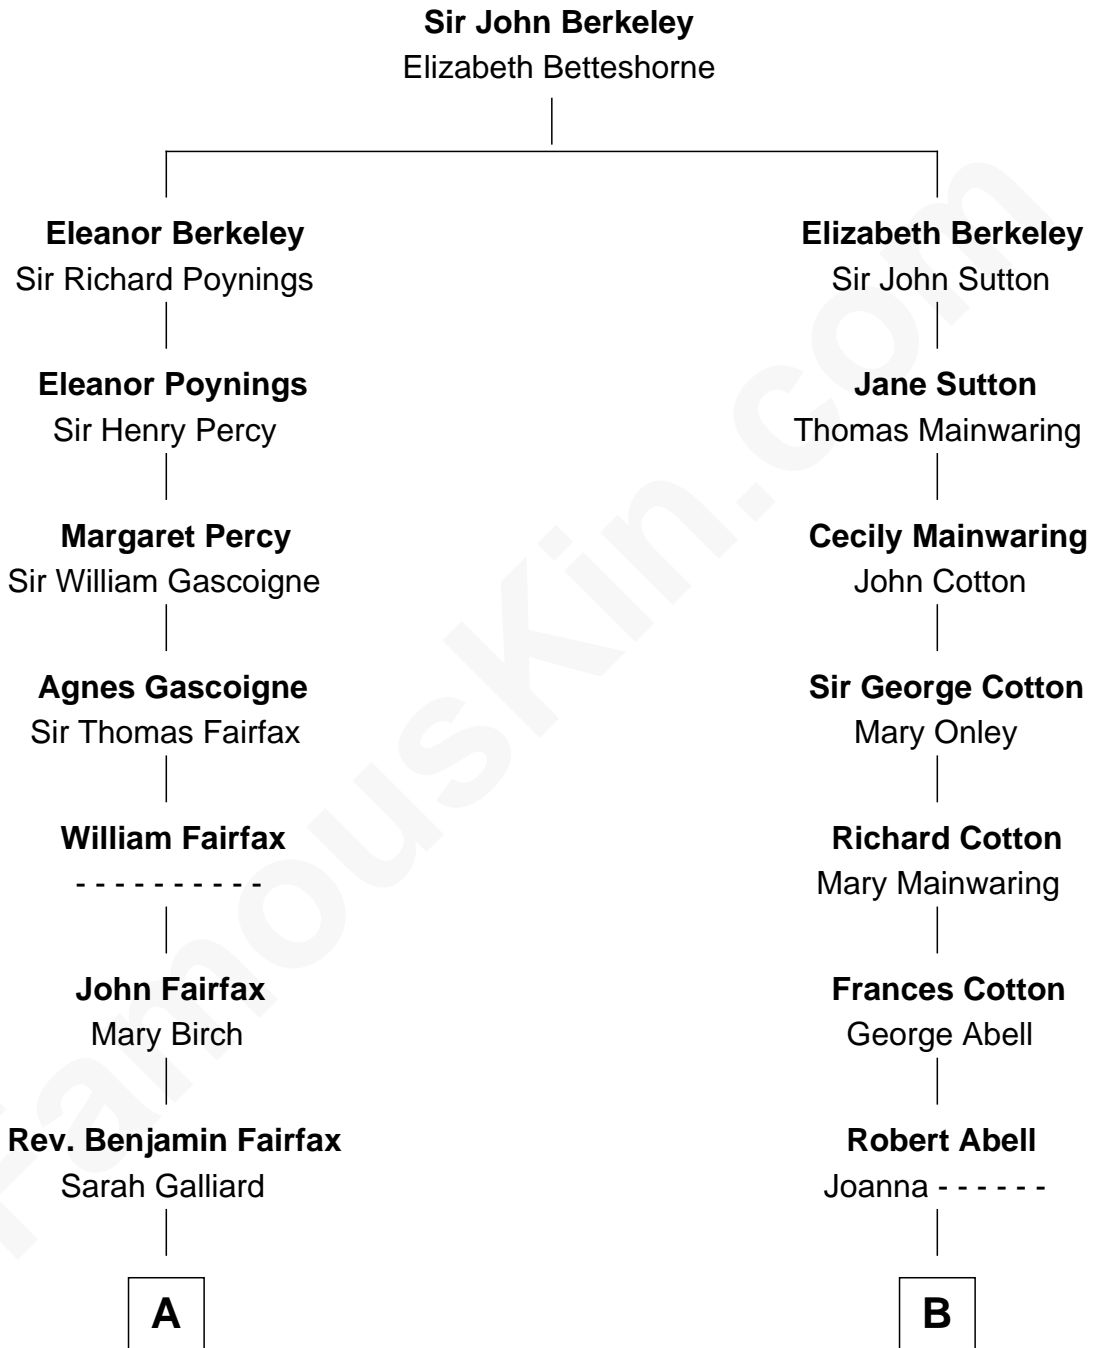 Sir John Berkeley
Elizabeth Betteshorne
Eleanor Berkeley
Sir Richard Poynings
Elizabeth Berkeley
Sir John Sutton
Eleanor Poynings
Sir Henry Percy
Jane Sutton
Thomas Mainwaring
Margaret Percy
Sir William Gascoigne
Cecily Mainwaring
John Cotton
Agnes Gascoigne
Sir Thomas Fairfax
Sir George Cotton
Mary Onley
William Fairfax
- - - - - - - - - -
Richard Cotton
Mary Mainwaring
John Fairfax
Mary Birch
Frances Cotton
George Abell
Rev. Benjamin Fairfax
Sarah Galliard
Robert Abell
Joanna - - - - - -
A
B
FamousKin.com